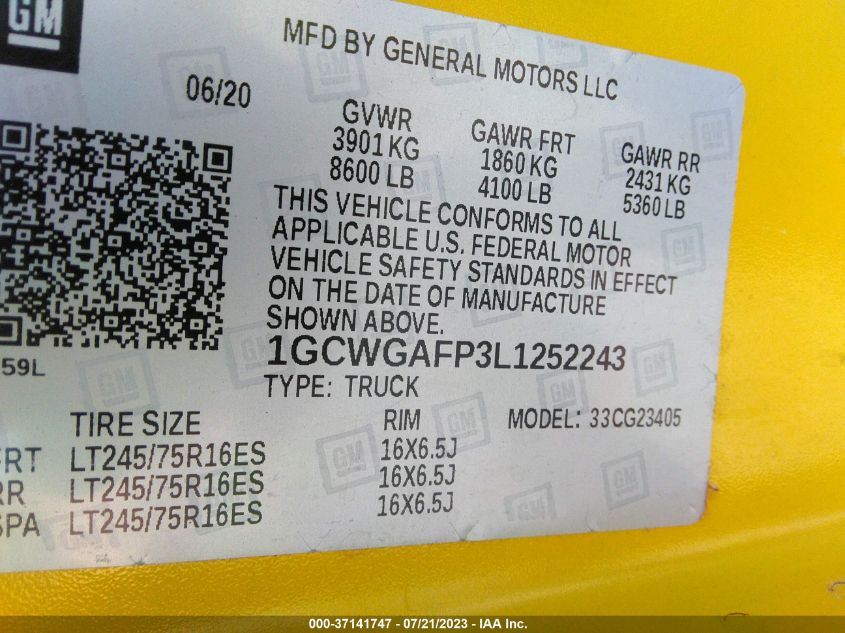 GM
MFD BY GENERAL MOTORS LLC
06/20
GVWR
3901 KG
8600 LB
GAWR FRT
1860 KG
4100 LB
GAWR RR
2431 KG
5360 LB
THIS VEHICLE CONFORMS TO ALL
APPLICABLE U.S. FEDERAL MOTOR
VEHICLE SAFETY STANDARDS IN EFFECT
ON THE DATE OF MANUFACTURE
SHOWN ABOVE.
1GCWGAFP3L1252243
59L
TYPE: TRUCK
TIRE SIZE RIM MODEL: 33CG23405
FRT LT245/75R16ES 16X6.5J
RR LT245/75R16ES 16X6.5J
SPA LT245/75R16ES 16X6.5J
000-37141747 - 07/21/2023 - IAA Inc.